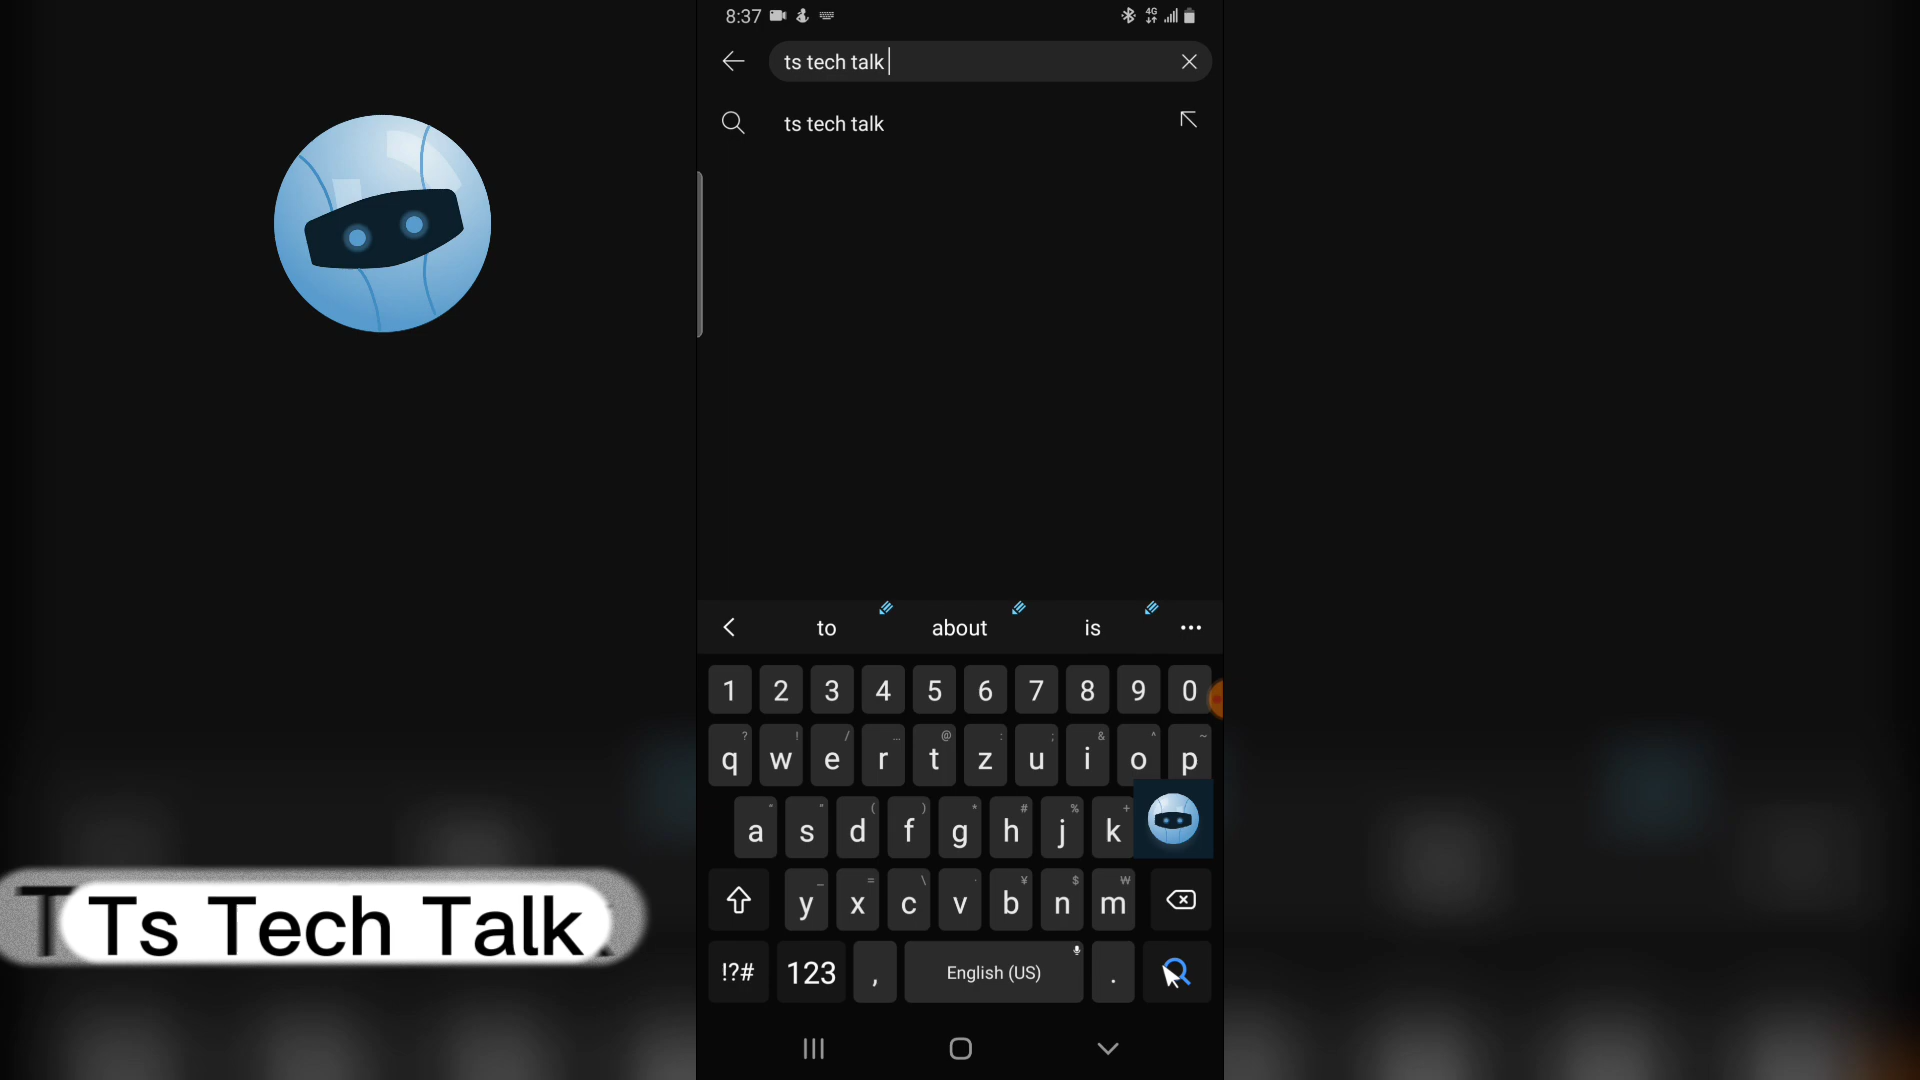 8:37
4G
ts tech talk
ts tech talk
to about is
1 2 3 4 5 6 7 8 9 0
q w e r t z u i o p
a s d f g h j k
y x c v b n m
!?# 123 , English (US) .
Ts Tech Talk